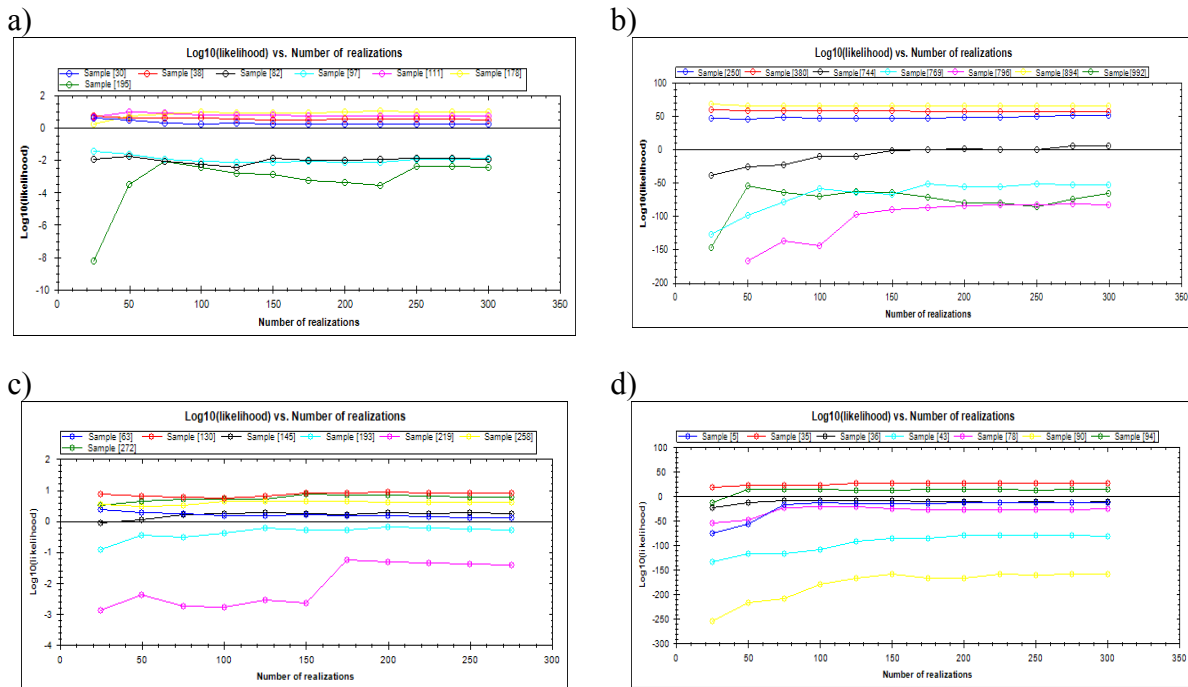 a)
Log10(likelihood) vs. Number of realizations
Sample [30] Sample [38] Sample [82] Sample [97] Sample [111] Sample [178]
Sample [195]
Log10(likelihood)
2
0
-2
-4
-6
-8
-10
0 50 100 150 200 250 300 350
Number of realizations
b)
Log10(likelihood) vs. Number of realizations
Sample [250] Sample [380] Sample [744] Sample [769] Sample [796] Sample [894] Sample [992]
Log10(likelihood)
100
50
0
-50
-100
-150
-200
0 50 100 150 200 250 300 350
Number of realizations
c)
Log10(likelihood) vs. Number of realizations
Sample [63] Sample [130] Sample [145] Sample [193] Sample [219] Sample [258]
Sample [272]
Log10(likelihood)
2
1
0
-1
-2
-3
-4
0 50 100 150 200 250 300
Number of realizations
d)
Log10(likelihood) vs. Number of realizations
Sample [5] Sample [35] Sample [36] Sample [43] Sample [78] Sample [90] Sample [94]
Log10(likelihood)
100
50
0
-50
-100
-150
-200
-250
-300
0 50 100 150 200 250 300 350
Number of realizations